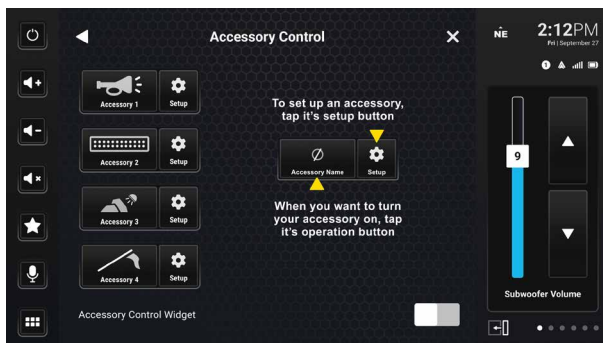 Accessory Control
NE
2:12PM
Fri | September 27
1
Accessory 1
Setup
Accessory 2
Setup
Accessory 3
Setup
Accessory 4
Setup
To set up an accessory,
tap it's setup button
Accessory Name
Setup
When you want to turn
your accessory on, tap
it's operation button
Accessory Control Widget
9
Subwoofer Volume